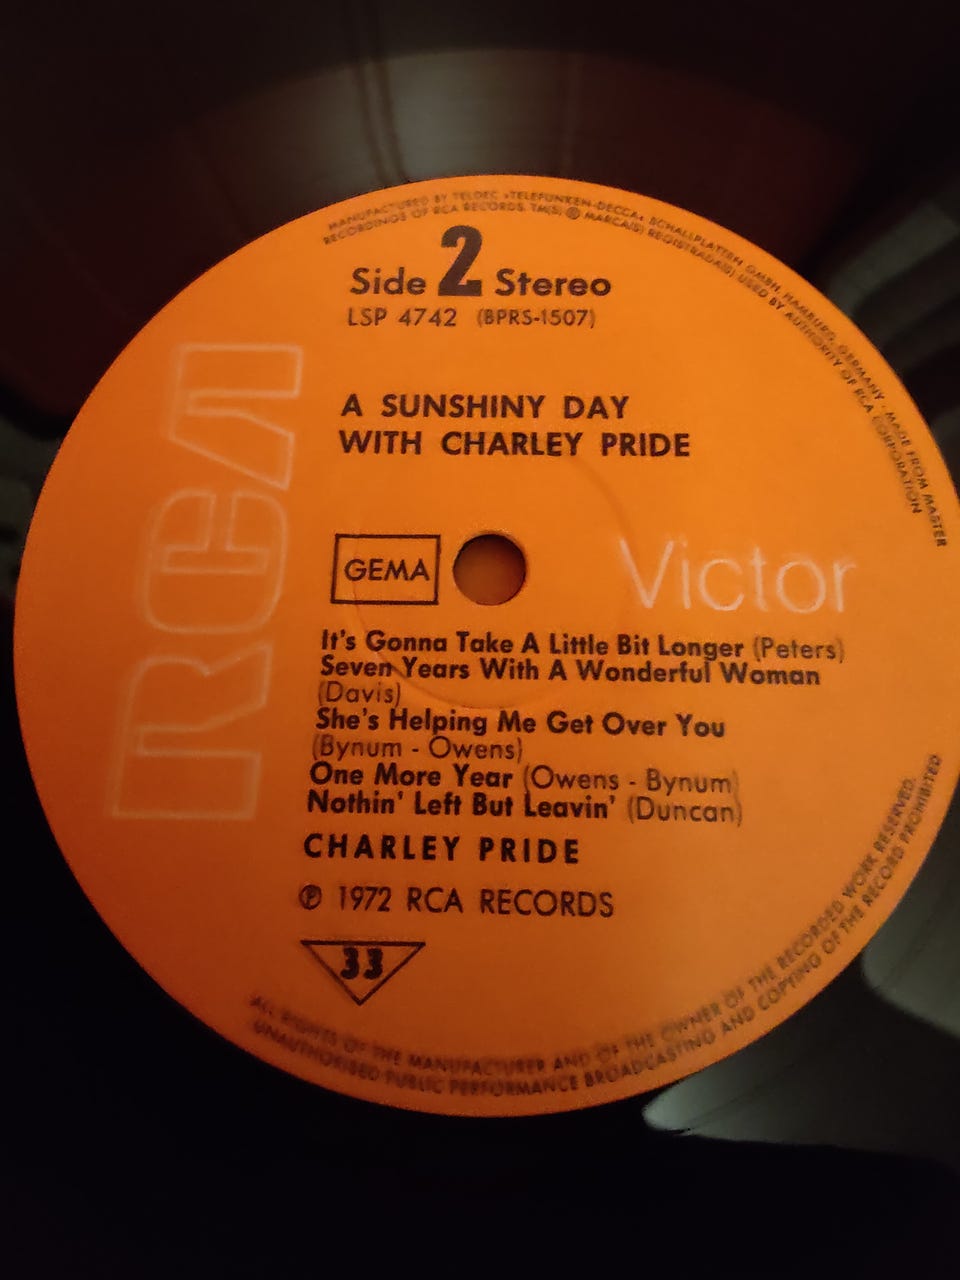 MANUFACTURED BY TELDEC »TELEFUNKEN-DECCA« SCHALLPLATTEN GMBH, HAMBURG, GERMANY · MADE FROM MASTER
RECORDINGS OF RCA RECORDS. TM(S) ® MARCA(S) REGISTRADA(S) USED BY AUTHORITY OF RCA CORPORATION
Side 2 Stereo
LSP 4742 (BPRS-1507)
A SUNSHINY DAY
WITH CHARLEY PRIDE
RCA
GEMA
Victor
It's Gonna Take A Little Bit Longer (Peters)
Seven Years With A Wonderful Woman
(Davis)
She's Helping Me Get Over You
(Bynum - Owens)
One More Year (Owens - Bynum)
Nothin' Left But Leavin' (Duncan)
CHARLEY PRIDE
℗ 1972 RCA RECORDS
33
ALL RIGHTS OF THE MANUFACTURER AND OF THE OWNER OF THE RECORDED WORK RESERVED.
UNAUTHORISED PUBLIC PERFORMANCE BROADCASTING AND COPYING OF THE RECORD PROHIBITED